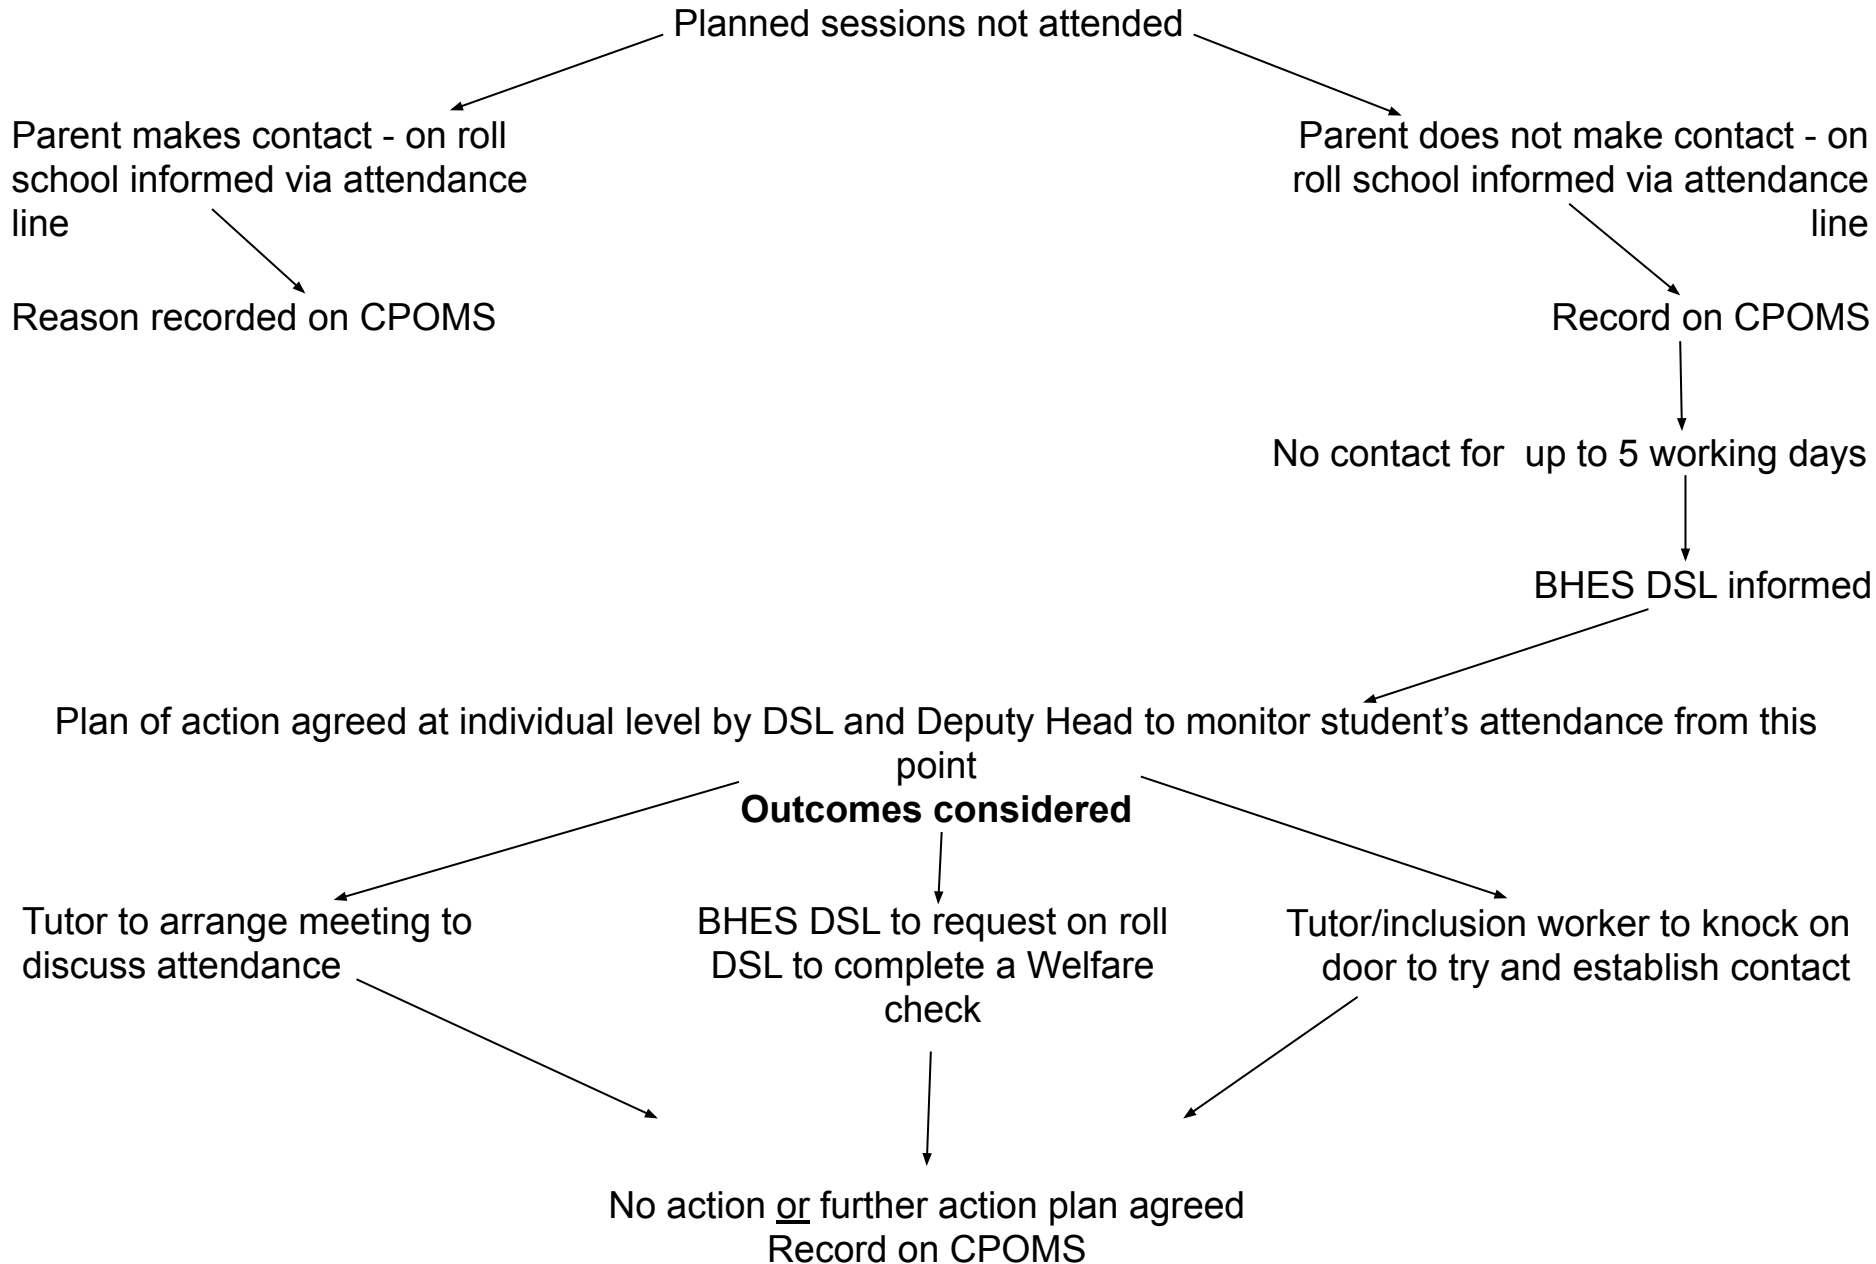 Planned sessions not attended
Parent makes contact - on roll
school informed via attendance
line
Parent does not make contact - on
roll school informed via attendance
line
Reason recorded on CPOMS
Record on CPOMS
No contact for  up to 5 working days
BHES DSL informed
Plan of action agreed at individual level by DSL and Deputy Head to monitor student’s attendance from this
point
Outcomes considered
Tutor to arrange meeting to
discuss attendance
BHES DSL to request on roll
DSL to complete a Welfare
check
Tutor/inclusion worker to knock on
door to try and establish contact
No action or further action plan agreed
Record on CPOMS